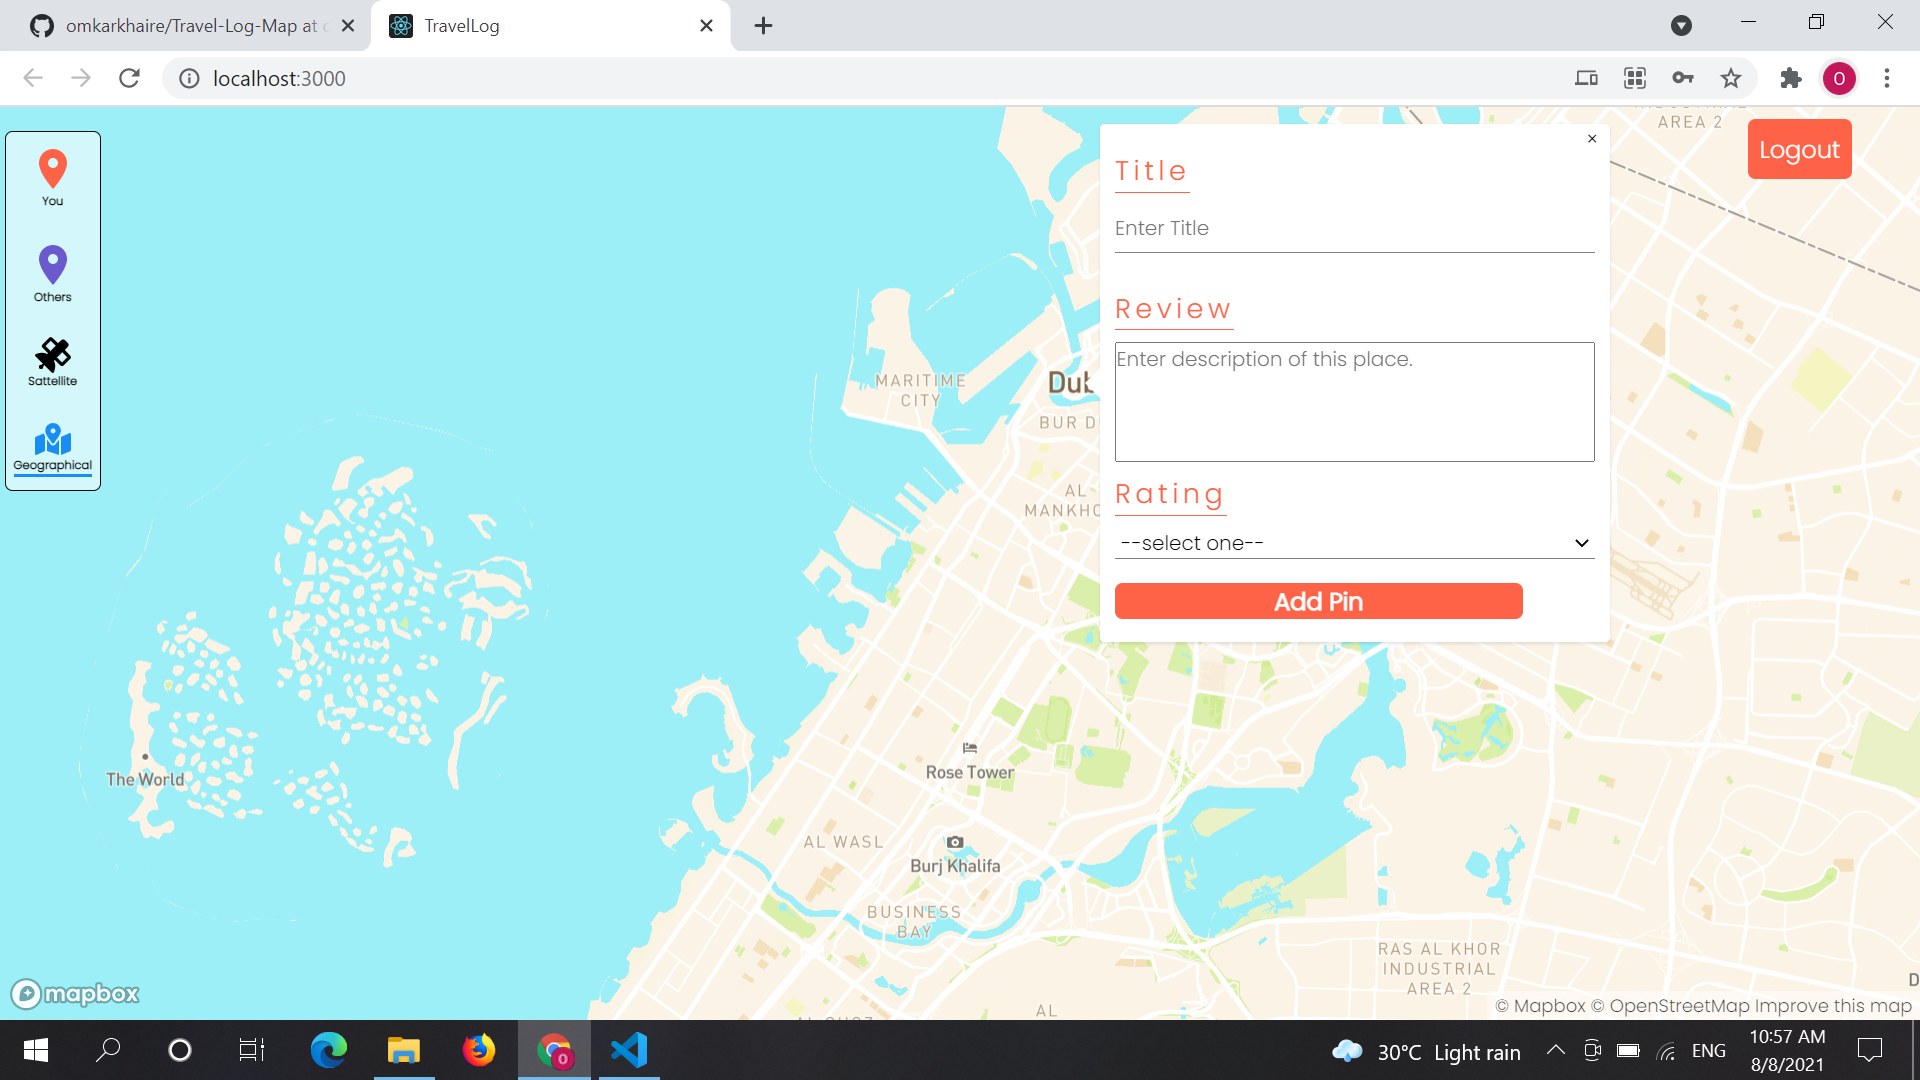 omkarkhaire/Travel-Log-Map at
TravelLog
localhost:3000
O
You
Others
Sattellite
Geographical
Logout
Title
Enter Title
Review
Enter description of this place.
Rating
--select one--
Add Pin
AREA 2
MARITIME
CITY
BUR
AL
The World
Rose Tower
AL WASL
Burj Khalifa
BUSINESS
BAY
RAS AL KHOR
INDUSTRIAL
AREA 2
AL
mapbox
© Mapbox © OpenStreetMap Improve this map
30°C Light rain
ENG
10:57 AM
8/8/2021